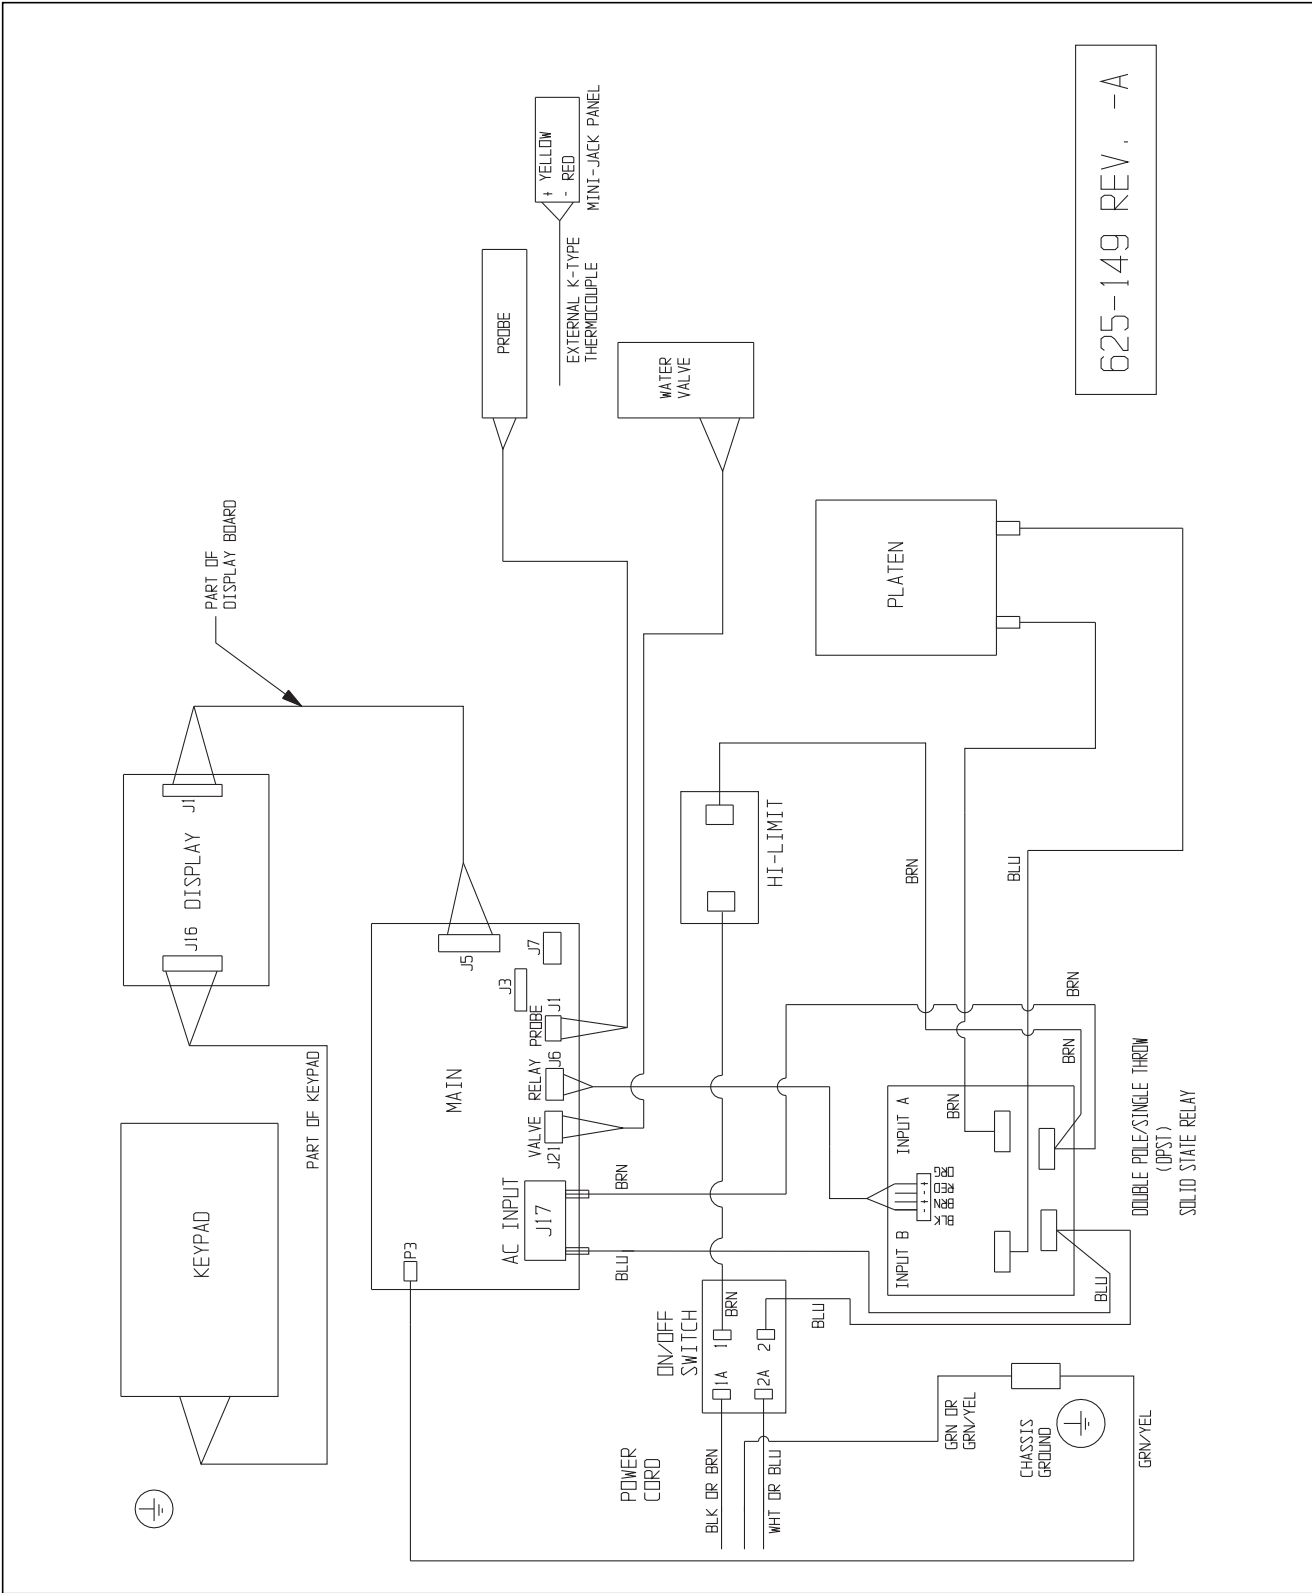 KEYPAD
PART OF KEYPAD
J16 DISPLAY J1
PART OF
DISPLAY BOARD
P3
MAIN
J5
J3
J7
AC INPUT
J17
VALVE
J21
RELAY
J6
PROBE
J1
BLU
BRN
PROBE
EXTERNAL K-TYPE
THERMOCOUPLE
+ YELLOW
- RED
MINI-JACK PANEL
WATER
VALVE
HI-LIMIT
PLATEN
POWER
CORD
BLK OR BRN
WHT OR BLU
ON/OFF
SWITCH
1A 1
2A 2
BRN
BLU
GRN OR
GRN/YEL
CHASSIS
GROUND
GRN/YEL
INPUT B
INPUT A
BLK
BRN
RED
ORG
- + - +
BRN
BLU
BRN
BLU
BRN
BRN
DOUBLE POLE/SINGLE THROW
(DPST)
SOLID STATE RELAY
625-149 REV. -A